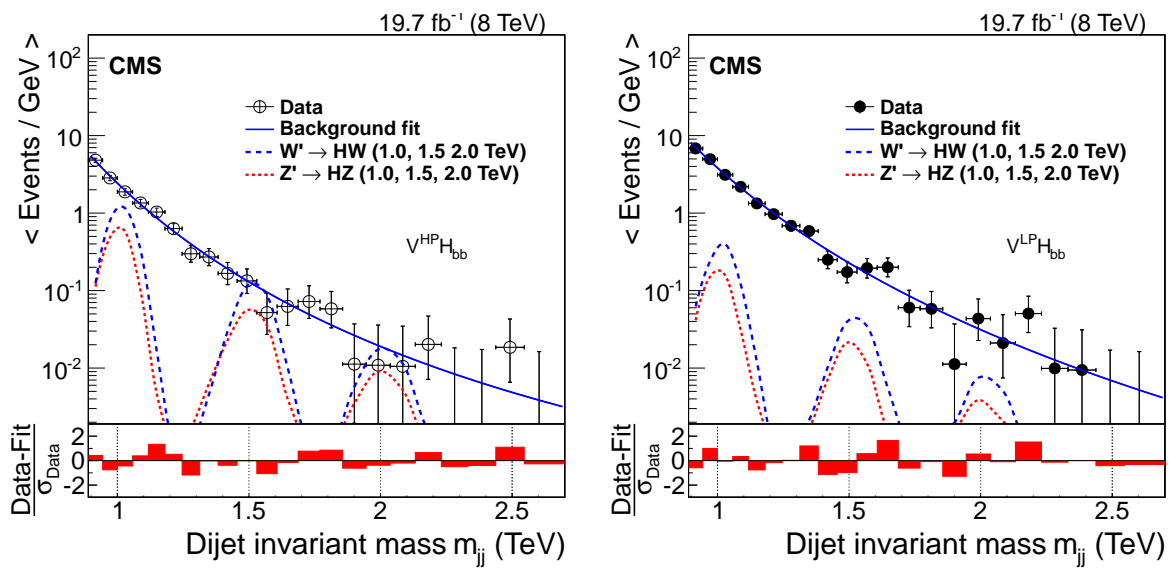 19.7 fb⁻¹ (8 TeV)
< Events / GeV >
10²
10
1
10⁻¹
10⁻²
CMS
Data
Background fit
W' → HW (1.0, 1.5 2.0 TeV)
Z' → HZ (1.0, 1.5, 2.0 TeV)
V^HP H_bb
Data-Fit
σ_Data
2
0
-2
1 1.5 2 2.5
Dijet invariant mass m_jj (TeV)
19.7 fb⁻¹ (8 TeV)
< Events / GeV >
10²
10
1
10⁻¹
10⁻²
CMS
Data
Background fit
W' → HW (1.0, 1.5 2.0 TeV)
Z' → HZ (1.0, 1.5, 2.0 TeV)
V^LP H_bb
Data-Fit
σ_Data
2
0
-2
1 1.5 2 2.5
Dijet invariant mass m_jj (TeV)